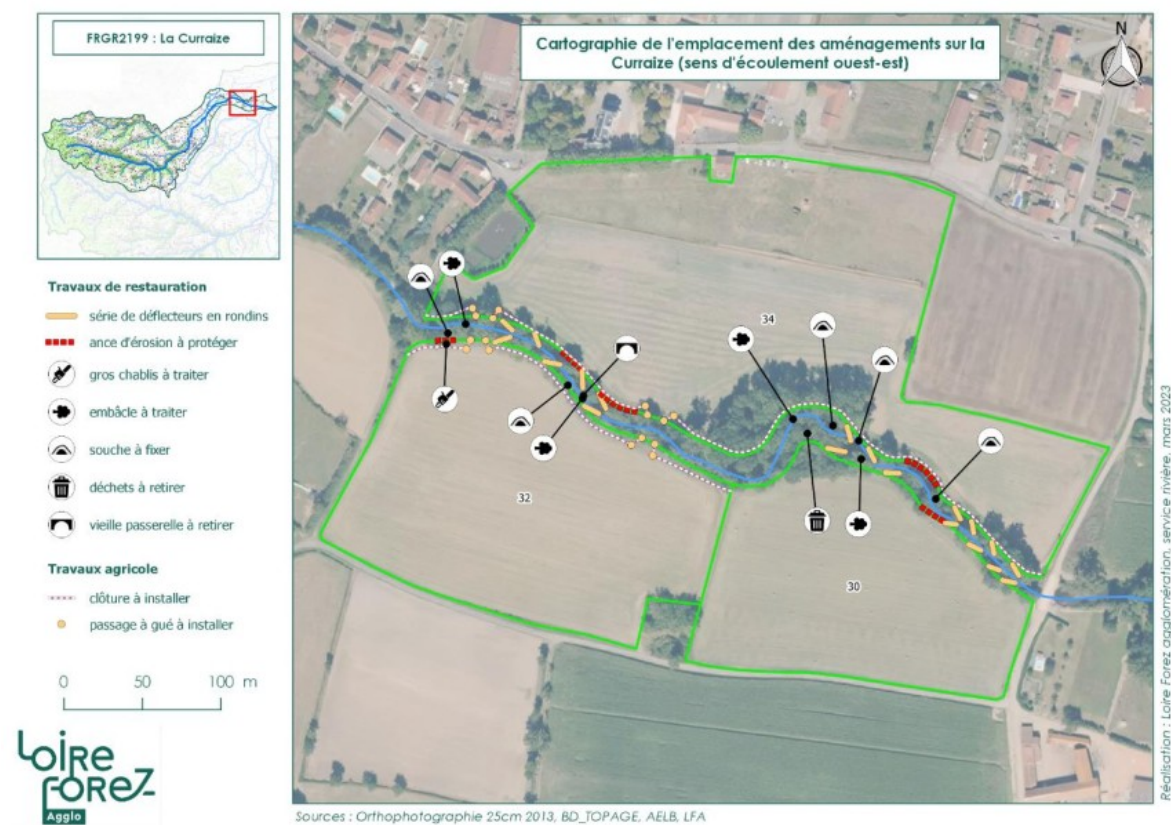 FRGR2199 : La Curraize
Cartographie de l'emplacement des aménagements sur la
Curraize (sens d'écoulement ouest-est)
N
Travaux de restauration
série de déflecteurs en rondins
ance d'érosion à protéger
gros chablis à traiter
embâcle à traiter
souche à fixer
déchets à retirer
vieille passerelle à retirer
Travaux agricole
clôture à installer
passage à gué à installer
0 50 100 m
34
32
30
LOIRE
FOREZ
Agglo
Sources : Orthophotographie 25cm 2013, BD_TOPAGE, AELB, LFA
Réalisation : Loire Forez agglomération, service rivière, mars 2023